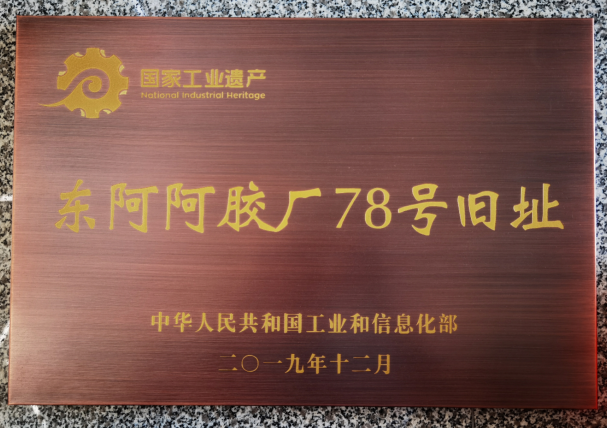 国家工业遗产
National Industrial Heritage
东阿阿胶厂78号旧址
中华人民共和国工业和信息化部
二〇一九年十二月